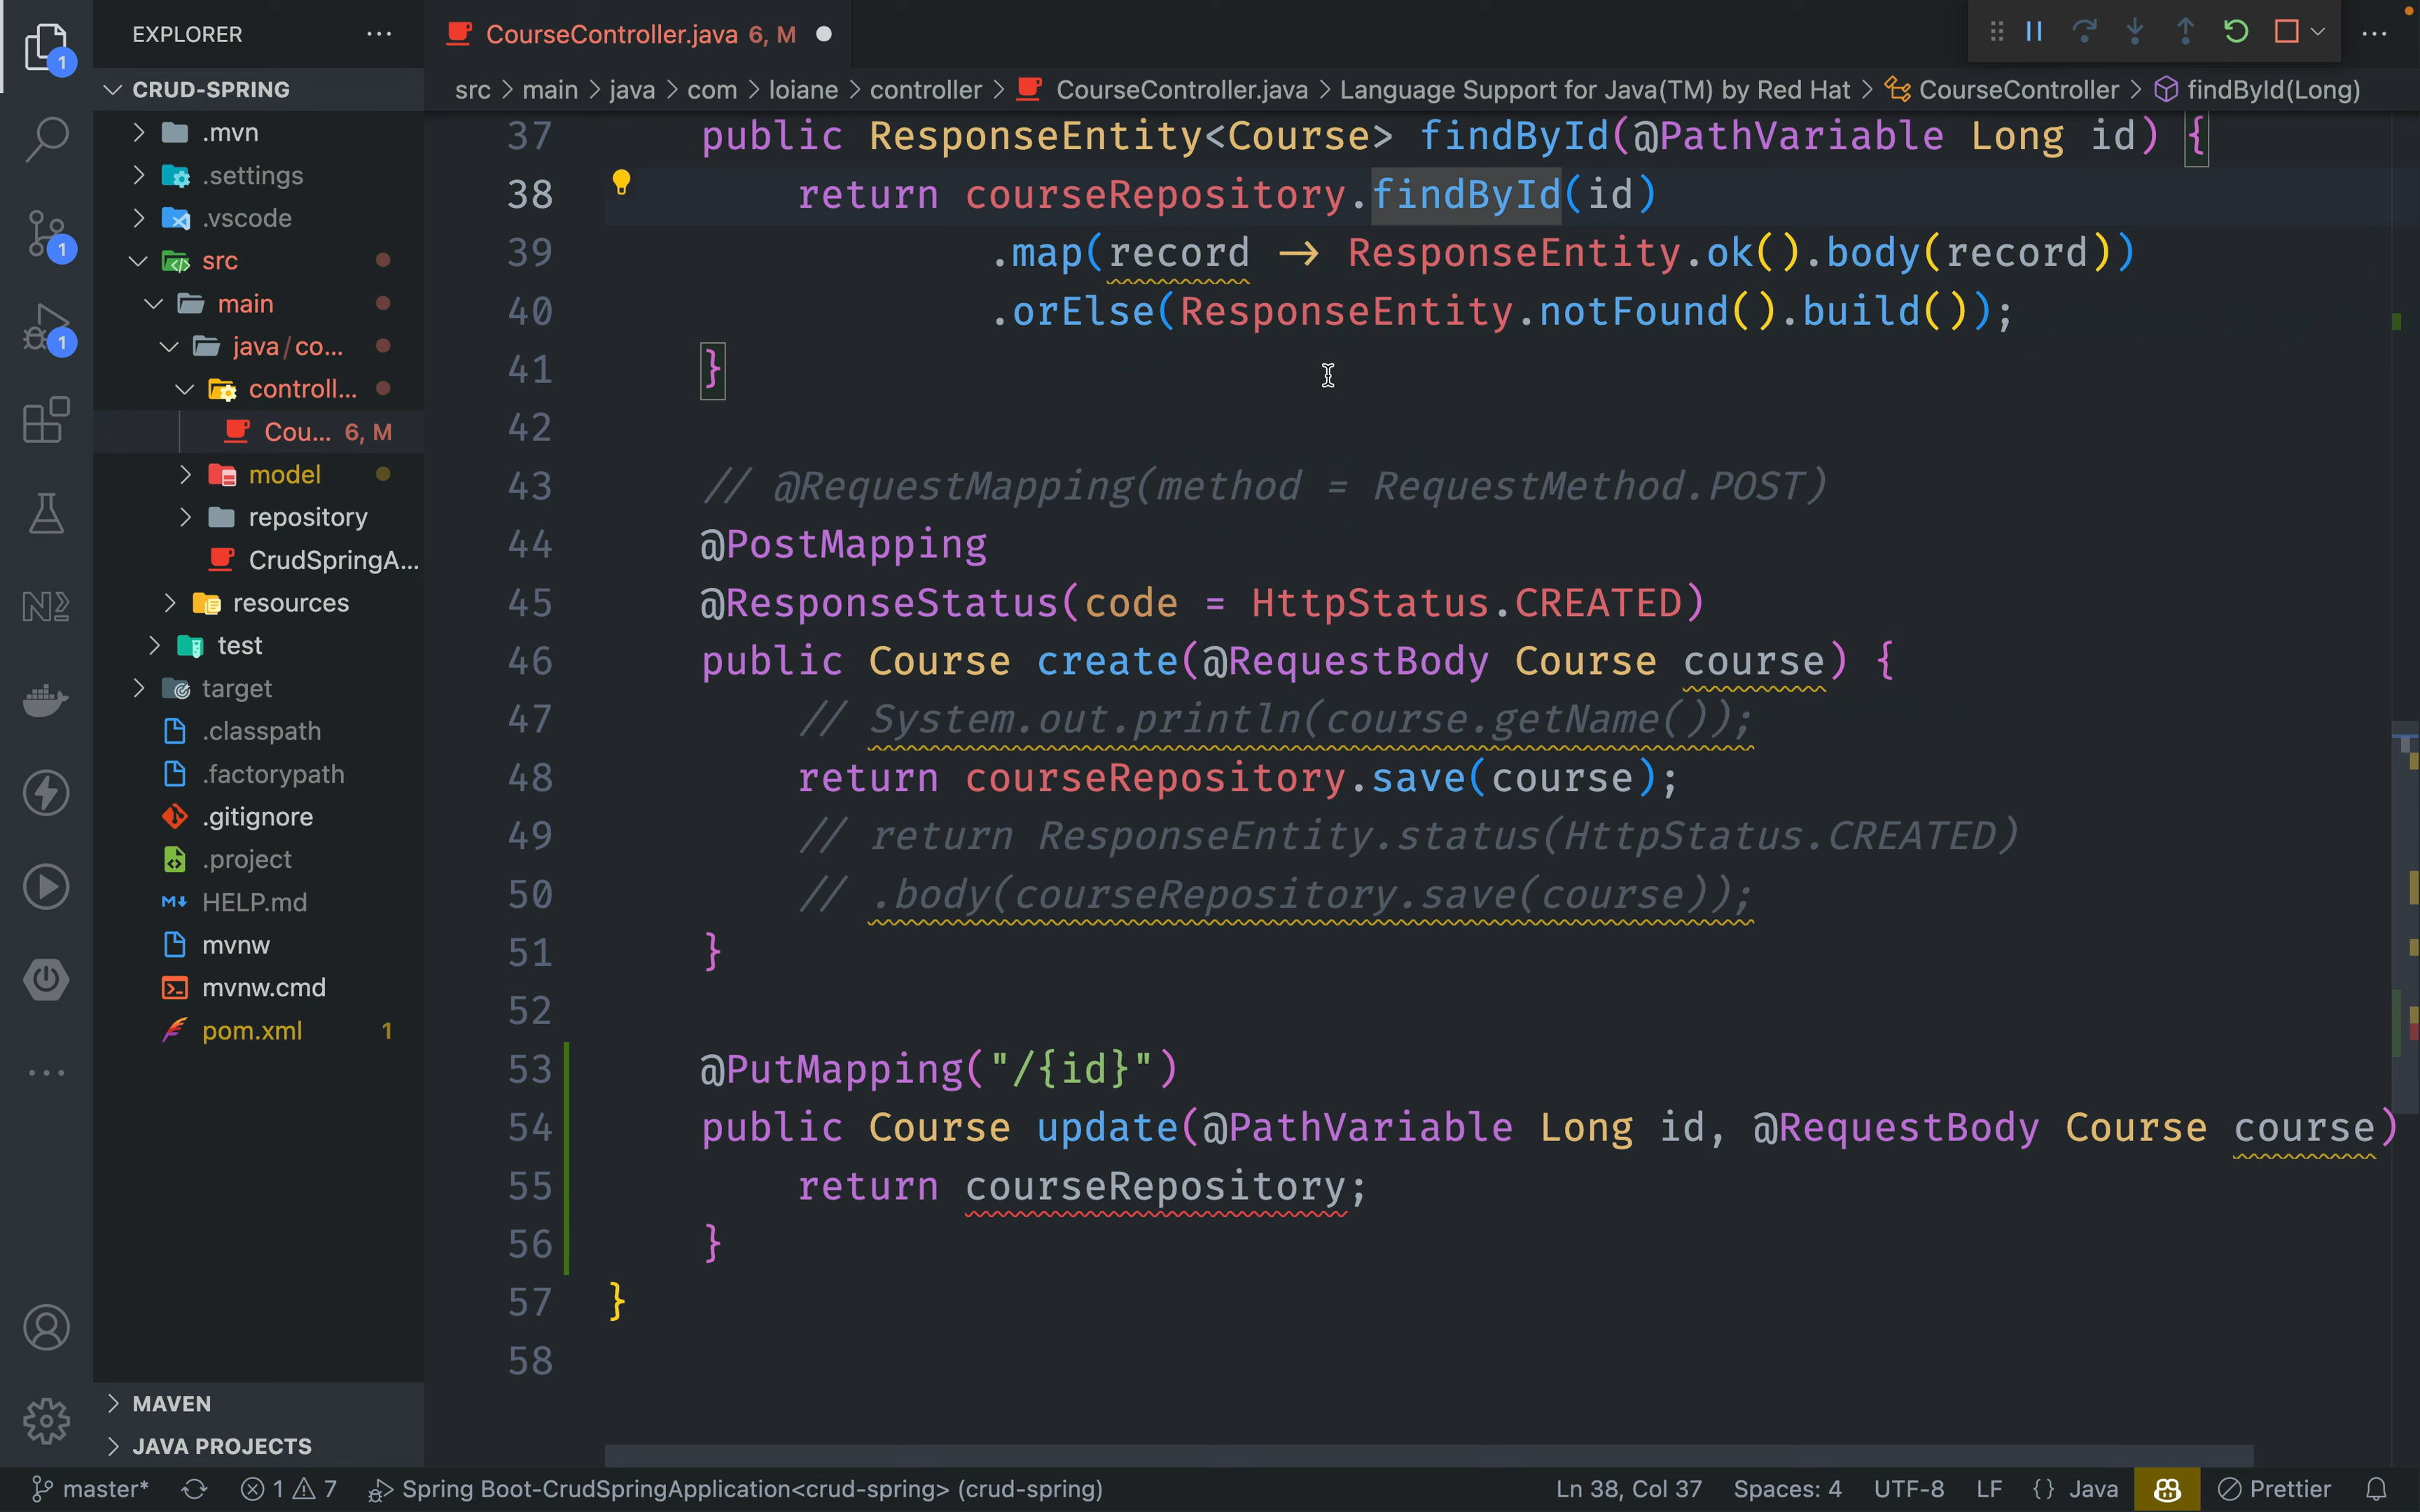 EXPLORER
CRUD-SPRING
.mvn
.settings
.vscode
src
main
java/co...
controll...
Cou... 6, M
model
repository
CrudSpringA...
resources
test
target
.classpath
.factorypath
.gitignore
.project
HELP.md
mvnw
mvnw.cmd
pom.xml 1
MAVEN
JAVA PROJECTS
1
1
1
CourseController.java 6, M
src > main > java > com > loiane > controller > CourseController.java > Language Support for Java(TM) by Red Hat > CourseController > findById(Long)
37 public ResponseEntity<Course> findById(@PathVariable Long id) {
38 return courseRepository.findById(id)
39 .map(record → ResponseEntity.ok().body(record))
40 .orElse(ResponseEntity.notFound().build());
41 }
42
43 // @RequestMapping(method = RequestMethod.POST)
44 @PostMapping
45 @ResponseStatus(code = HttpStatus.CREATED)
46 public Course create(@RequestBody Course course) {
47 // System.out.println(course.getName());
48 return courseRepository.save(course);
49 // return ResponseEntity.status(HttpStatus.CREATED)
50 // .body(courseRepository.save(course));
51 }
52
53 @PutMapping("/{id}")
54 public Course update(@PathVariable Long id, @RequestBody Course course)
55 return courseRepository;
56 }
57 }
58
master* 1 7 Spring Boot-CrudSpringApplication<crud-spring> (crud-spring) Ln 38, Col 37 Spaces: 4 UTF-8 LF {} Java Prettier